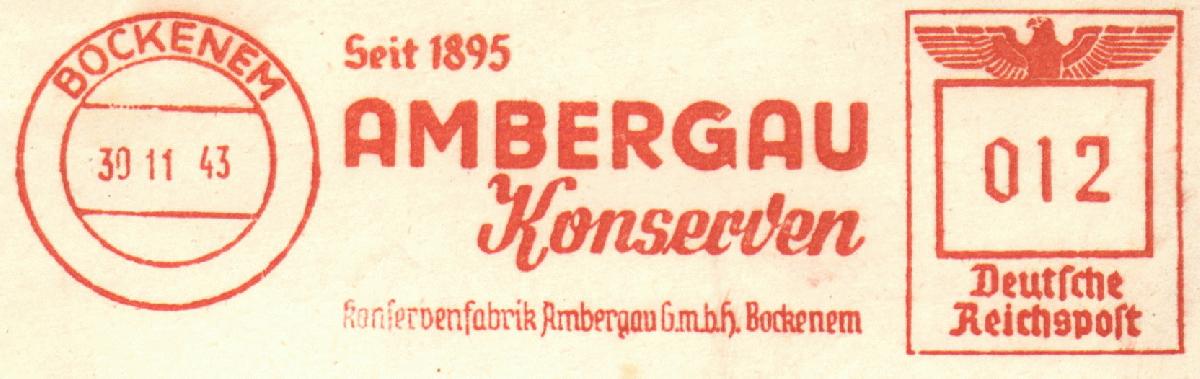 BOCKENEM
30 11 43
Seit 1895
AMBERGAU
Konserven
Konservenfabrik Ambergau G.m.b.H. Bockenem
012
Deutsche
Reichspost